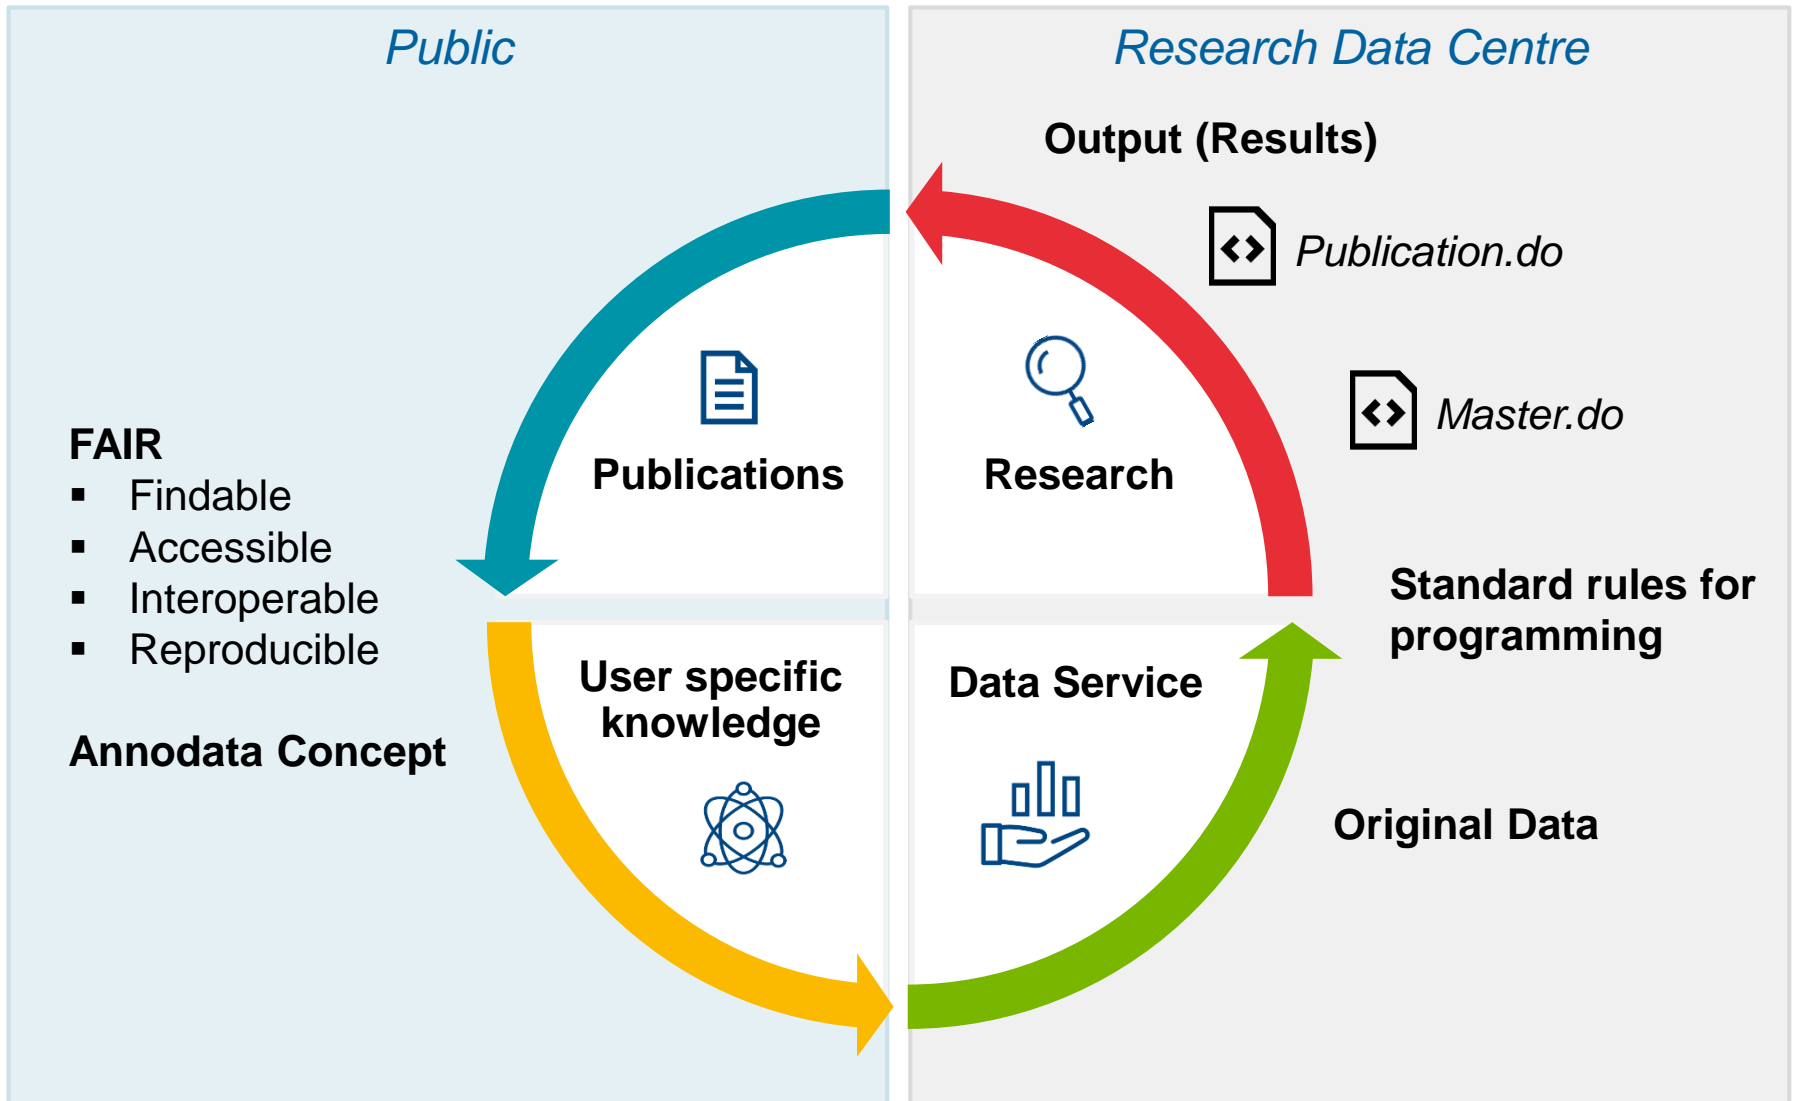 Public
Research Data Centre
Output (Results)
Publication.do
Master.do
Publications
Research
FAIR
▪ Findable
▪ Accessible
▪ Interoperable
▪ Reproducible
Annodata Concept
User specific
knowledge
Data Service
Standard rules for
programming
Original Data